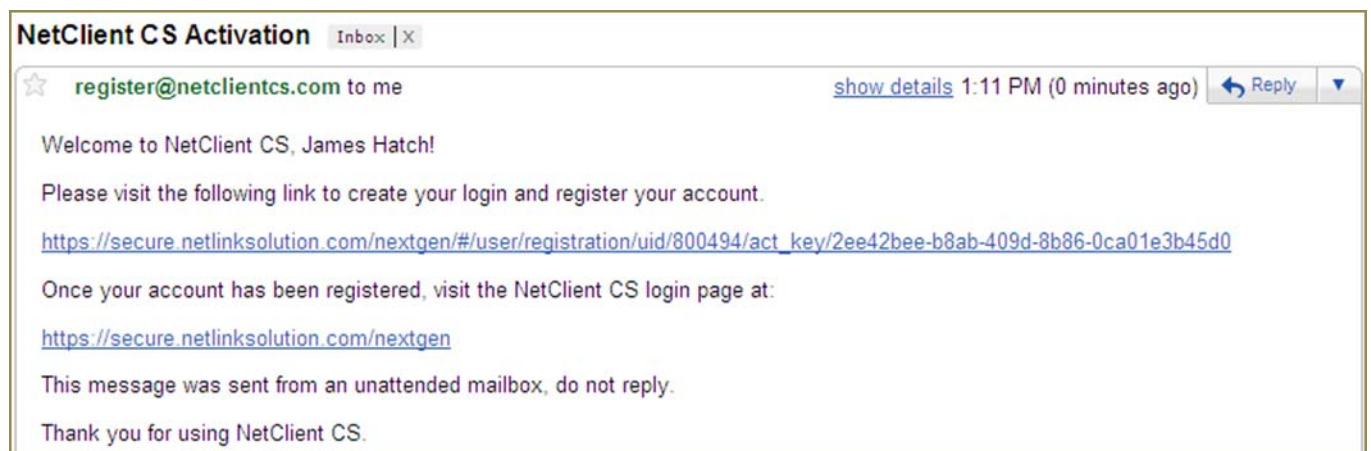 NetClient CS Activation Inbox | X
register@netclientcs.com to me show details 1:11 PM (0 minutes ago) Reply
Welcome to NetClient CS, James Hatch!
Please visit the following link to create your login and register your account.
https://secure.netlinksolution.com/nextgen/#/user/registration/uid/800494/act_key/2ee42bee-b8ab-409d-8b86-0ca01e3b45d0
Once your account has been registered, visit the NetClient CS login page at:
https://secure.netlinksolution.com/nextgen
This message was sent from an unattended mailbox, do not reply.
Thank you for using NetClient CS.